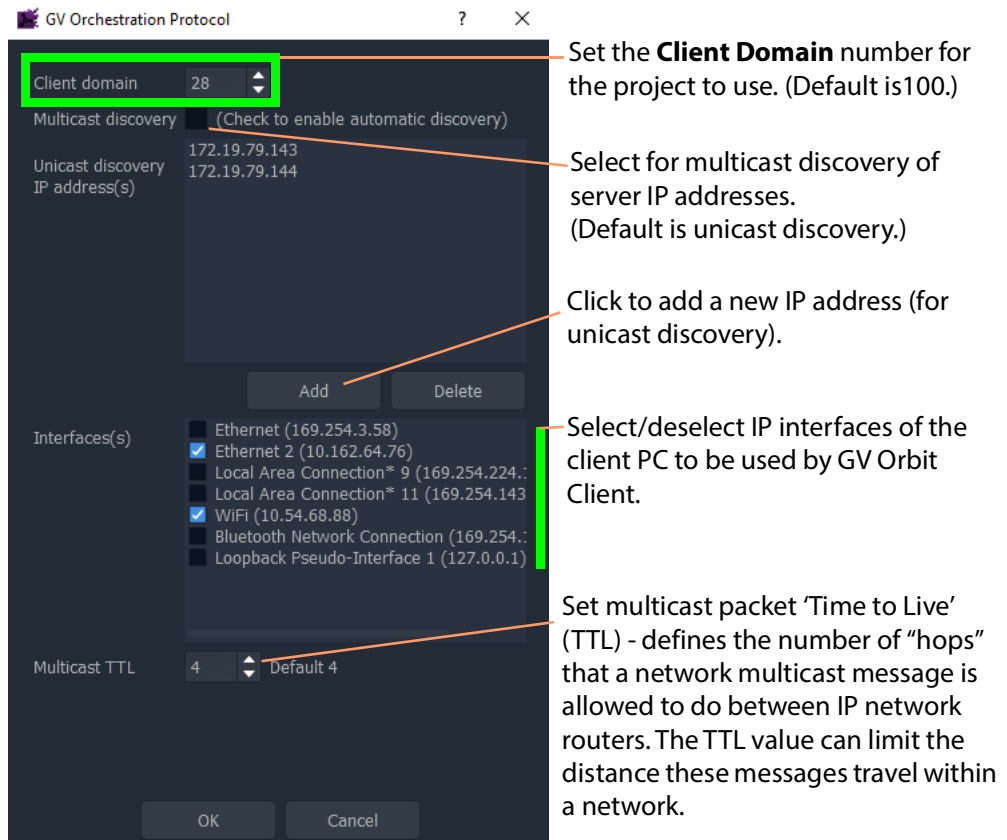 GV Orchestration Protocol ? ×
Client domain 28
Multicast discovery (Check to enable automatic discovery)
Unicast discovery
IP address(s)
172.19.79.143
172.19.79.144
Add Delete
Interfaces(s)
Ethernet (169.254.3.58)
Ethernet 2 (10.162.64.76)
Local Area Connection* 9 (169.254.224.1
Local Area Connection* 11 (169.254.143
WiFi (10.54.68.88)
Bluetooth Network Connection (169.254.1
Loopback Pseudo-Interface 1 (127.0.0.1)
Multicast TTL 4 Default 4
OK Cancel
Set the Client Domain number for
the project to use. (Default is100.)
Select for multicast discovery of
server IP addresses.
(Default is unicast discovery.)
Click to add a new IP address (for
unicast discovery).
Select/deselect IP interfaces of the
client PC to be used by GV Orbit
Client.
Set multicast packet ‘Time to Live’
(TTL) - defines the number of “hops”
that a network multicast message is
allowed to do between IP network
routers. The TTL value can limit the
distance these messages travel within
a network.